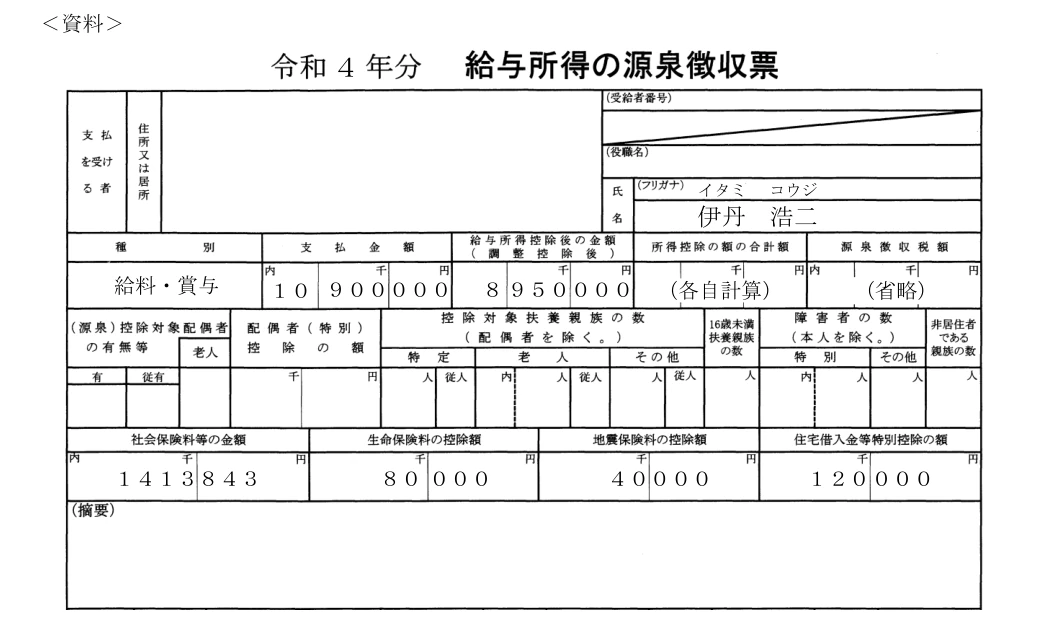 ＜資料＞
令和 4 年分 給与所得の源泉徴収票
支払を受ける者
住所又は居所
(受給者番号)
(役職名)
氏名
(フリガナ) イタミ コウジ
伊丹 浩二
種別 支払金額 給与所得控除後の金額（調整控除後） 所得控除の額の合計額 源泉徴収税額
給料・賞与 内 10 900 千 000 円 8 950 千 000 円 千 円 (各自計算) 内 千 円 (省略)
(源泉)控除対象配偶者の有無等 老人 配偶者(特別)控除の額 控除対象扶養親族の数（配偶者を除く。） 16歳未満扶養親族の数 障害者の数（本人を除く。） 非居住者である親族の数
特定 老人 その他 特別 その他
有 従有 千 円 人 従人 内 人 従人 人 従人 人 内 人 人 人
社会保険料等の金額 生命保険料の控除額 地震保険料の控除額 住宅借入金等特別控除の額
内 1413 千 843 円 80 千 000 円 40 千 000 円 120 千 000 円
(摘要)